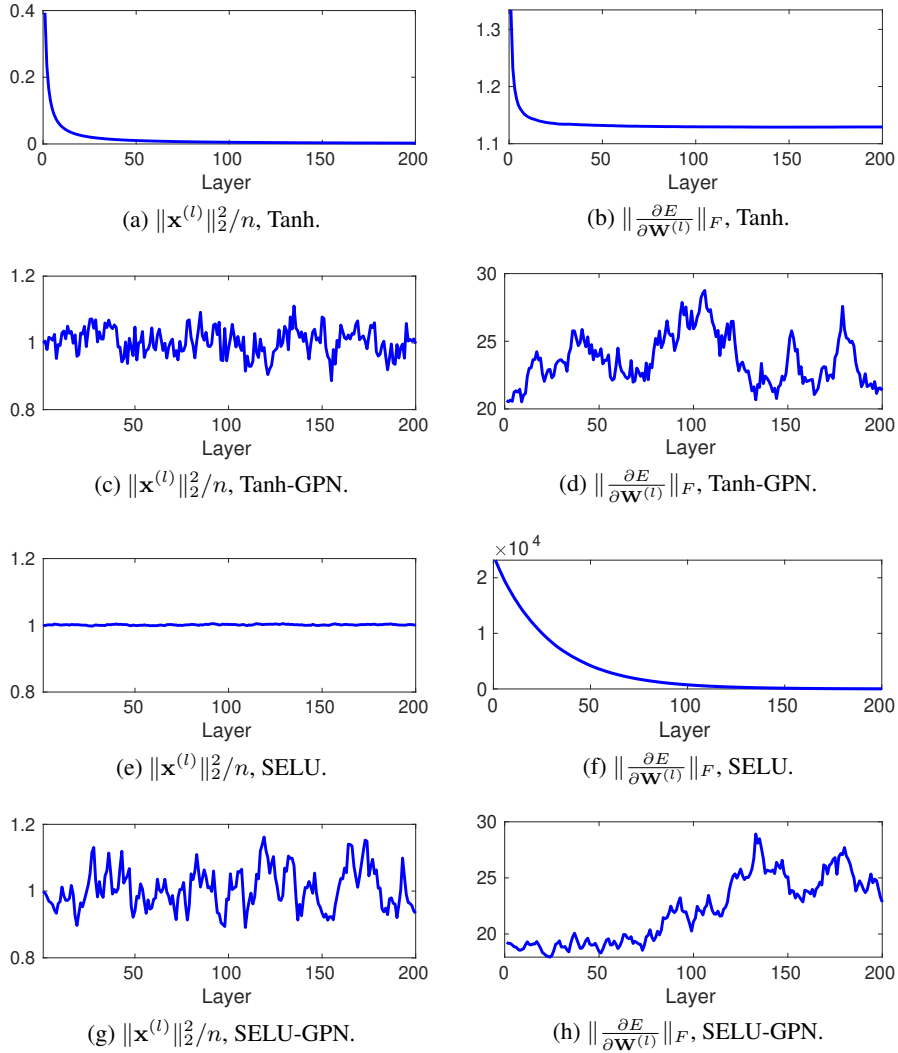 0.4
0.2
0
0 50 100 150 200
Layer
(a) ‖x^(l)‖₂²/n, Tanh.
1.3
1.2
1.1
0 50 100 150 200
Layer
(b) ‖∂E/∂W^(l)‖_F, Tanh.
1.2
1
0.8
50 100 150 200
Layer
(c) ‖x^(l)‖₂²/n, Tanh-GPN.
30
25
20
0 50 100 150 200
Layer
(d) ‖∂E/∂W^(l)‖_F, Tanh-GPN.
1.2
1
0.8
50 100 150 200
Layer
(e) ‖x^(l)‖₂²/n, SELU.
×10⁴
2
1
0
0 50 100 150 200
Layer
(f) ‖∂E/∂W^(l)‖_F, SELU.
1.2
1
0.8
50 100 150 200
Layer
(g) ‖x^(l)‖₂²/n, SELU-GPN.
30
25
20
0 50 100 150 200
Layer
(h) ‖∂E/∂W^(l)‖_F, SELU-GPN.